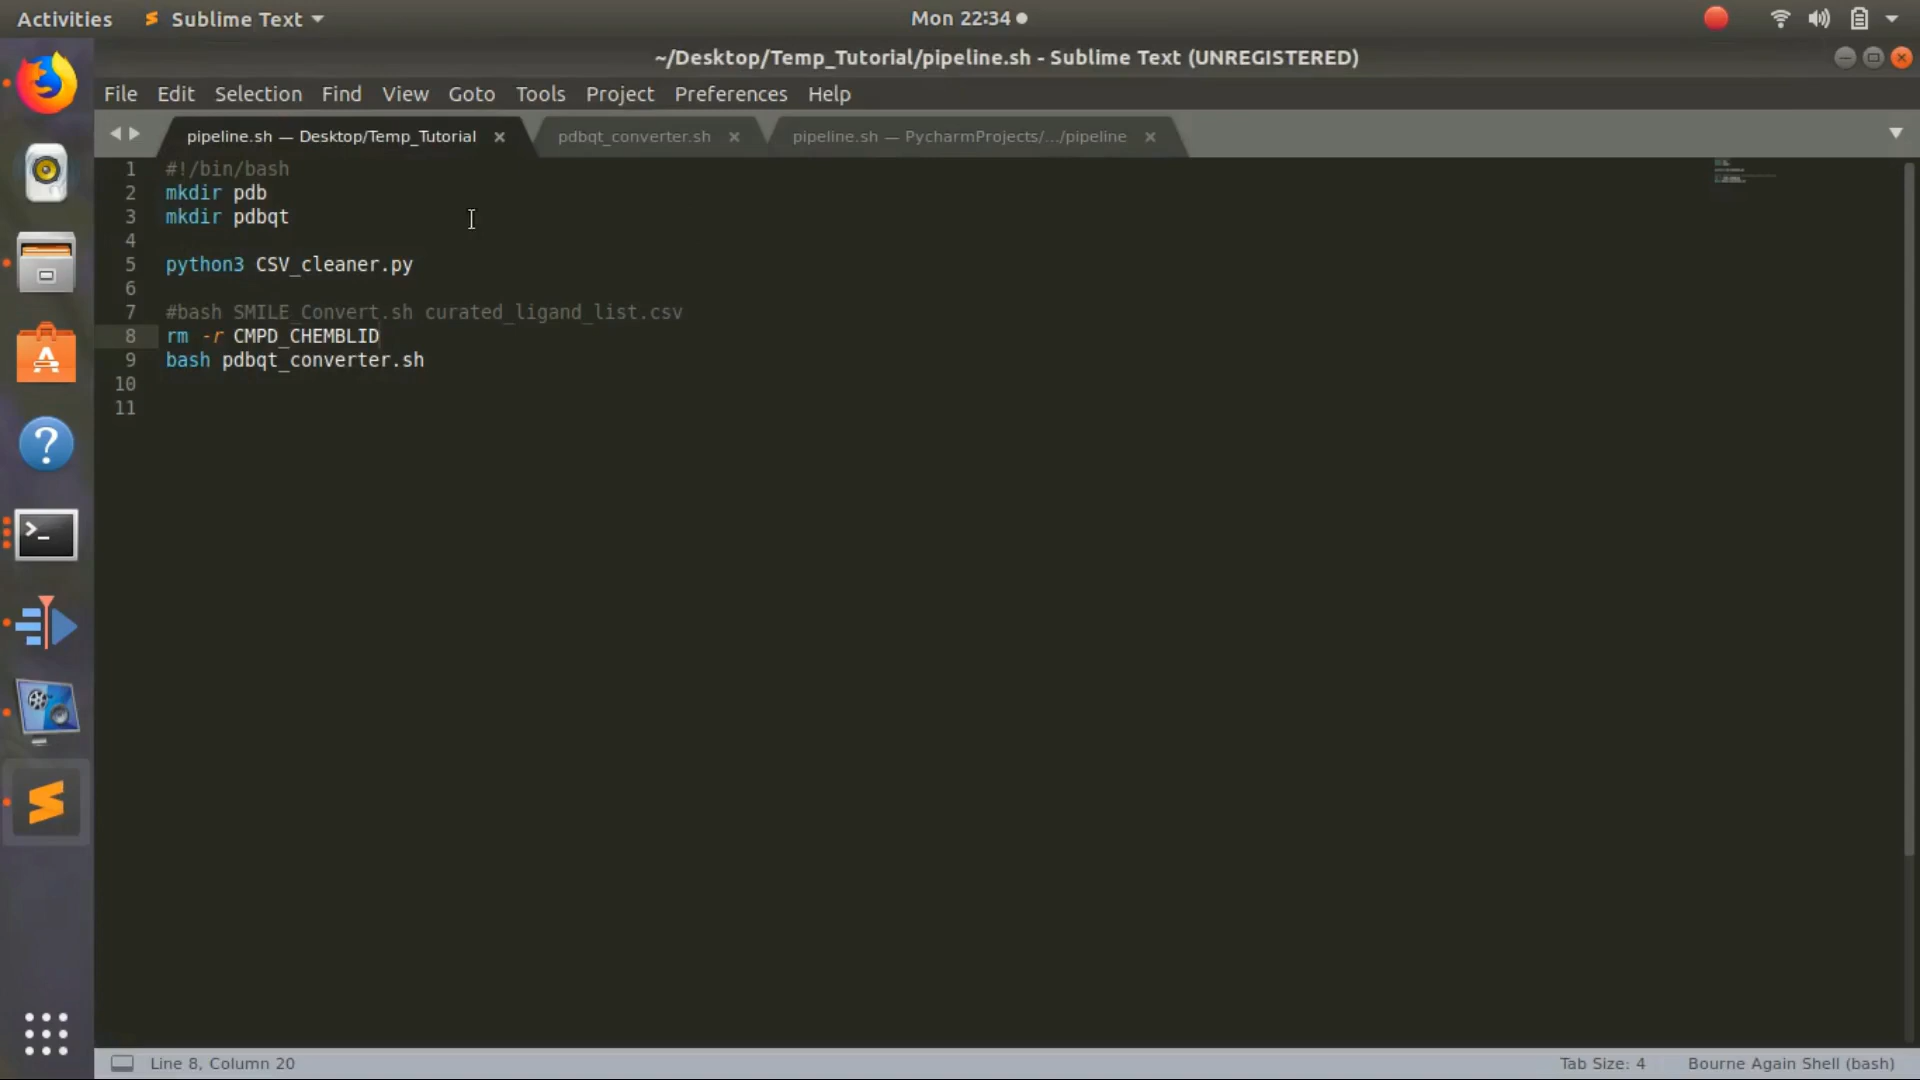 Activities Sublime Text Mon 22:34
~/Desktop/Temp_Tutorial/pipeline.sh - Sublime Text (UNREGISTERED)
File Edit Selection Find View Goto Tools Project Preferences Help
pipeline.sh — Desktop/Temp_Tutorial × pdbqt_converter.sh × pipeline.sh — PycharmProjects/.../pipeline ×
1 #!/bin/bash
2 mkdir pdb
3 mkdir pdbqt
4
5 python3 CSV_cleaner.py
6
7 #bash SMILE_Convert.sh curated_ligand_list.csv
8 rm -r CMPD_CHEMBLID
9 bash pdbqt_converter.sh
10
11
Line 8, Column 20 Tab Size: 4 Bourne Again Shell (bash)